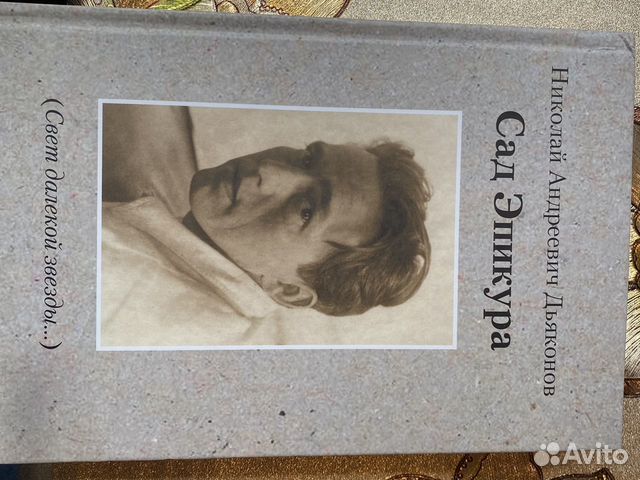 Николай Андреевич Дьяконов
Сад Эпикура
(Свет далекой звезды...)
Avito